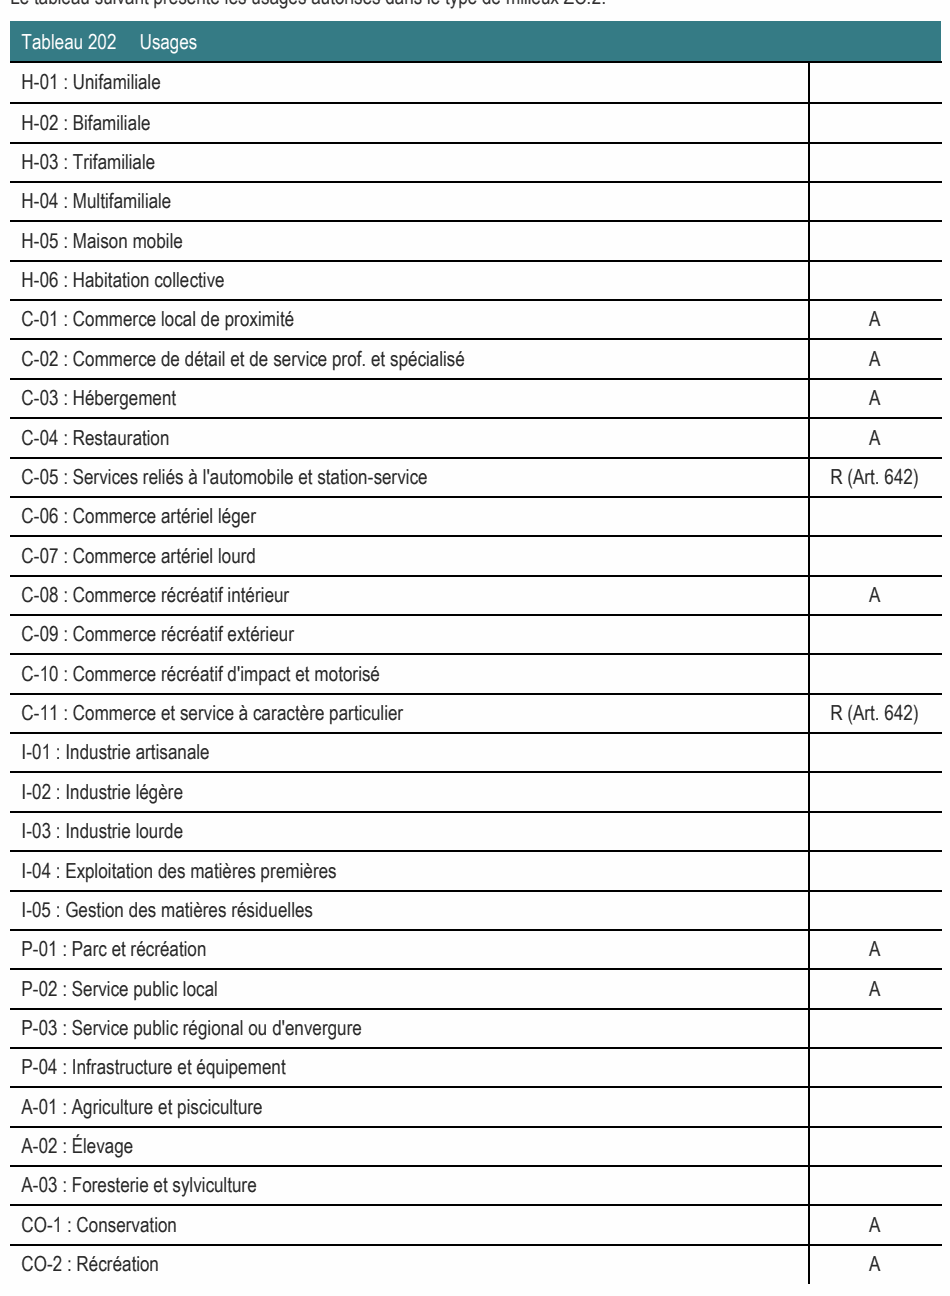 Le tableau suivant présente les usages autorisés dans le type de milieux ZC.2.
Tableau 202 Usages
H-01 : Unifamiliale
H-02 : Bifamiliale
H-03 : Trifamiliale
H-04 : Multifamiliale
H-05 : Maison mobile
H-06 : Habitation collective
C-01 : Commerce local de proximité A
C-02 : Commerce de détail et de service prof. et spécialisé A
C-03 : Hébergement A
C-04 : Restauration A
C-05 : Services reliés à l'automobile et station-service R (Art. 642)
C-06 : Commerce artériel léger
C-07 : Commerce artériel lourd
C-08 : Commerce récréatif intérieur A
C-09 : Commerce récréatif extérieur
C-10 : Commerce récréatif d'impact et motorisé
C-11 : Commerce et service à caractère particulier R (Art. 642)
I-01 : Industrie artisanale
I-02 : Industrie légère
I-03 : Industrie lourde
I-04 : Exploitation des matières premières
I-05 : Gestion des matières résiduelles
P-01 : Parc et récréation A
P-02 : Service public local A
P-03 : Service public régional ou d'envergure
P-04 : Infrastructure et équipement
A-01 : Agriculture et pisciculture
A-02 : Élevage
A-03 : Foresterie et sylviculture
CO-1 : Conservation A
CO-2 : Récréation A